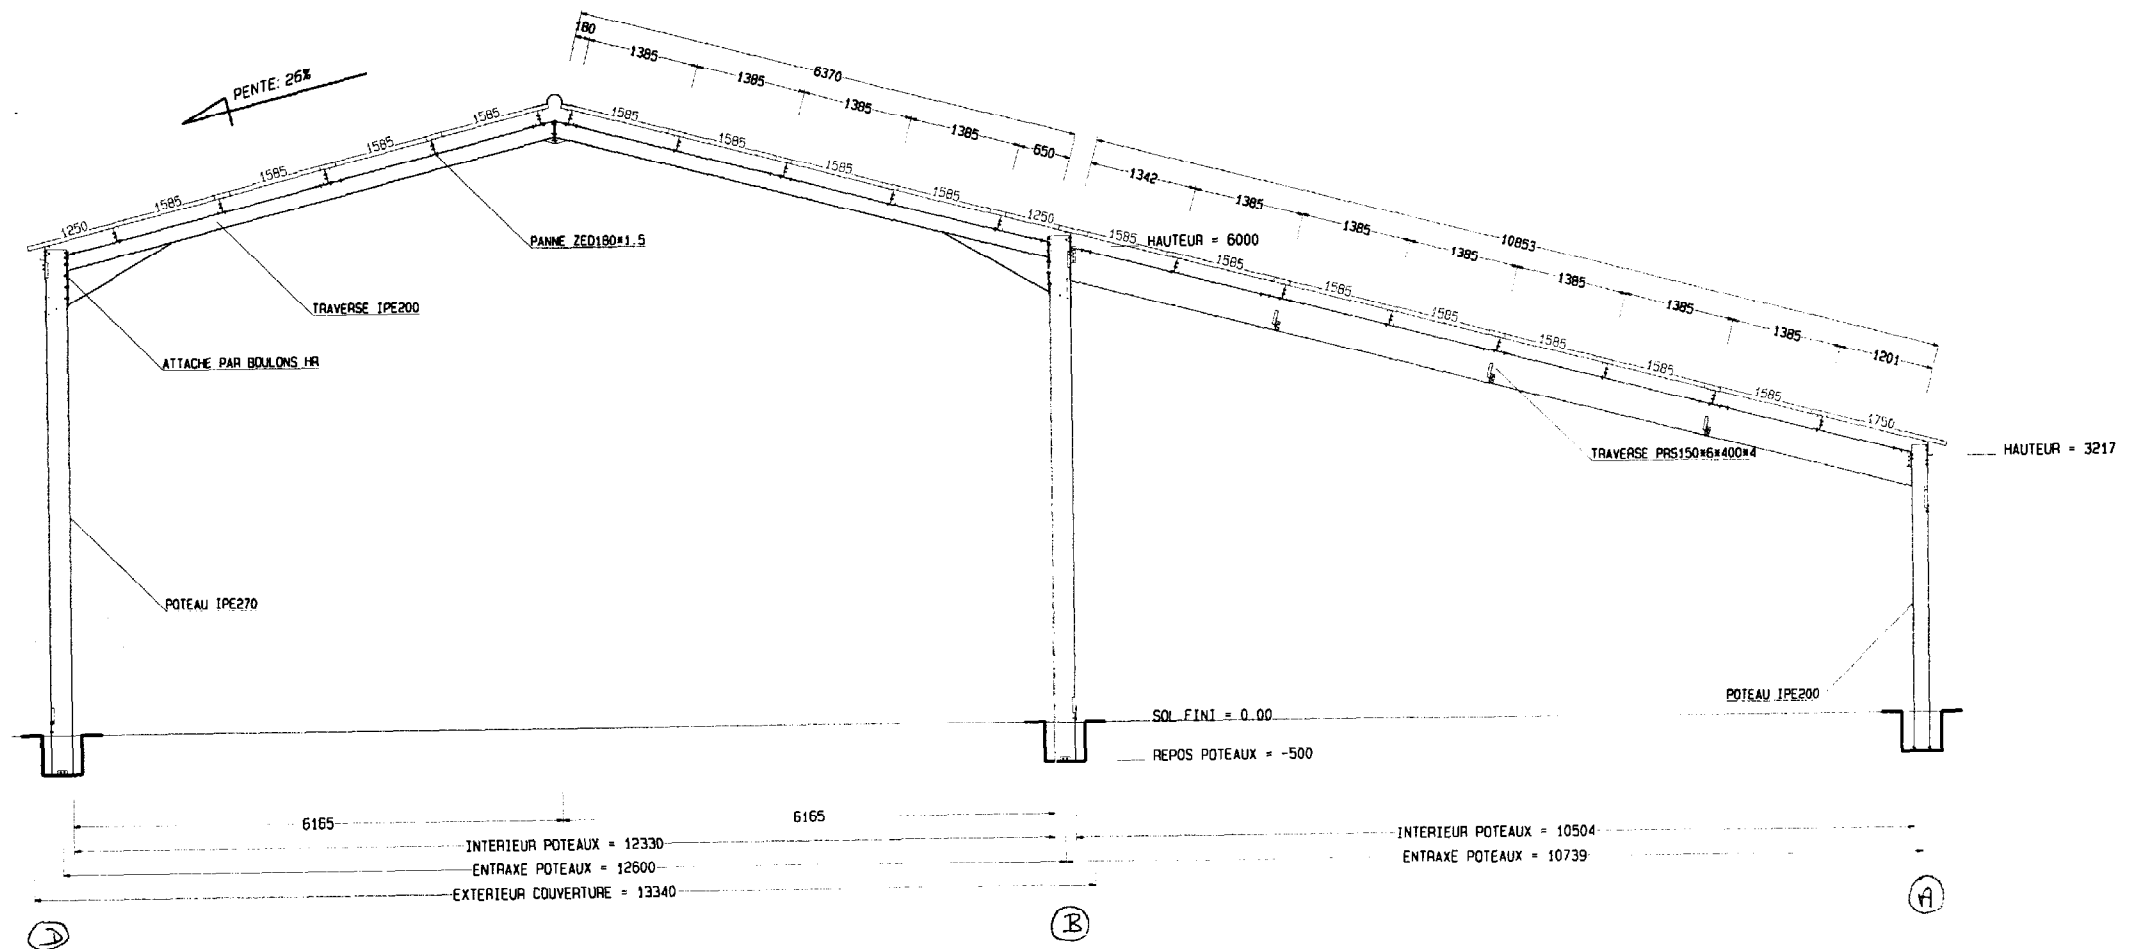 PENTE: 26%
180
1385
1385
1385
1385
650
6370
1342
1385
1385
1385
1385
1385
1385
1201
10853
1250
1585
1585
1585
1585
1585
1585
1585
1585
1250
1585
1585
1585
1585
1585
1585
1585
1750
PANNE ZED180*1.5
HAUTEUR = 6000
TRAVERSE IPE200
ATTACHE PAR BOULONS HR
TRAVERSE PRS150*6*400*4
HAUTEUR = 3217
POTEAU IPE270
POTEAU IPE200
SOL FINI = 0.00
REPOS POTEAUX = -500
6165
6165
INTERIEUR POTEAUX = 12330
INTERIEUR POTEAUX = 10504
ENTRAXE POTEAUX = 12600
ENTRAXE POTEAUX = 10739
EXTERIEUR COUVERTURE = 13340
D
B
A